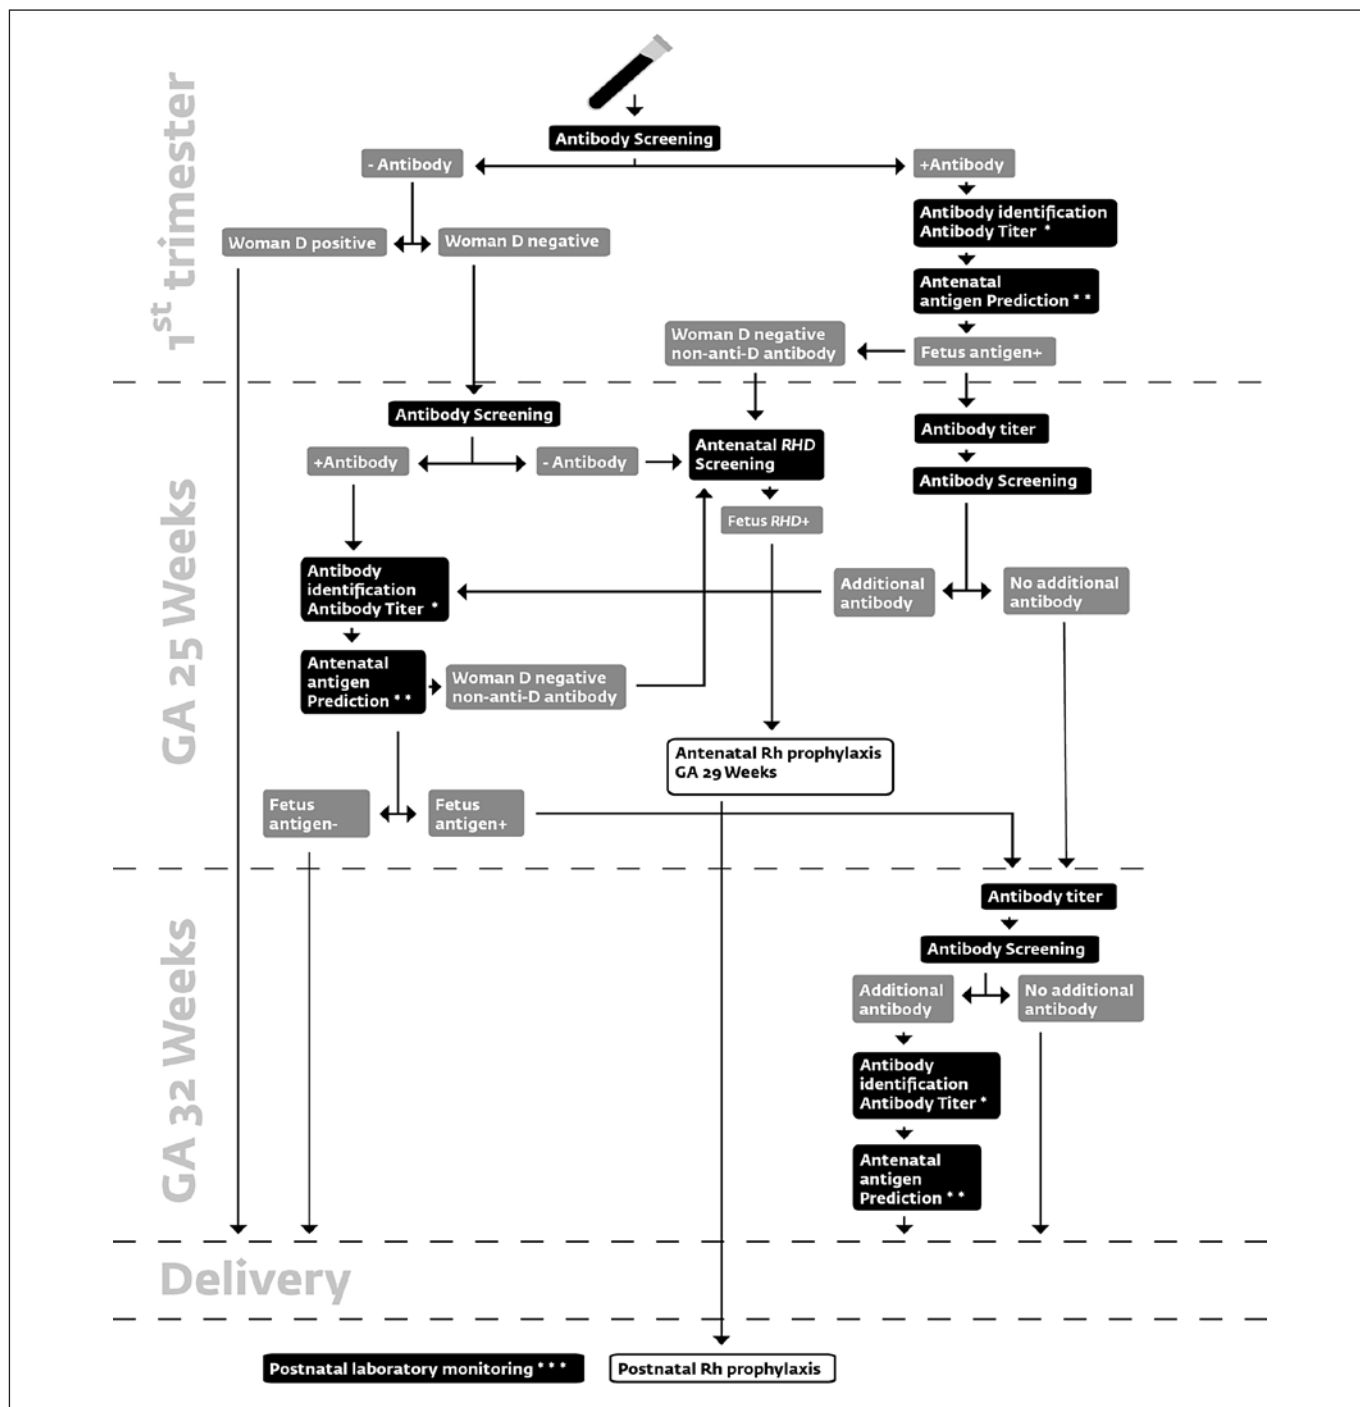 1st trimester
Antibody Screening
- Antibody
+Antibody
Antibody identification
Antibody Titer *
Woman D positive
Woman D negative
Antenatal
antigen Prediction * *
Woman D negative
non-anti-D antibody
Fetus antigen+
GA 25 Weeks
Antibody Screening
+Antibody
- Antibody
Antenatal RHD
Screening
Fetus RHD+
Antibody titer
Antibody Screening
Antibody
identification
Antibody Titer *
Additional
antibody
No additional
antibody
Antenatal
antigen
Prediction * *
Woman D negative
non-anti-D antibody
Antenatal Rh prophylaxis
GA 29 Weeks
Fetus
antigen-
Fetus
antigen+
GA 32 Weeks
Antibody titer
Antibody Screening
Additional
antibody
No additional
antibody
Antibody
identification
Antibody Titer *
Antenatal
antigen
Prediction * *
Delivery
Postnatal laboratory monitoring * * *
Postnatal Rh prophylaxis